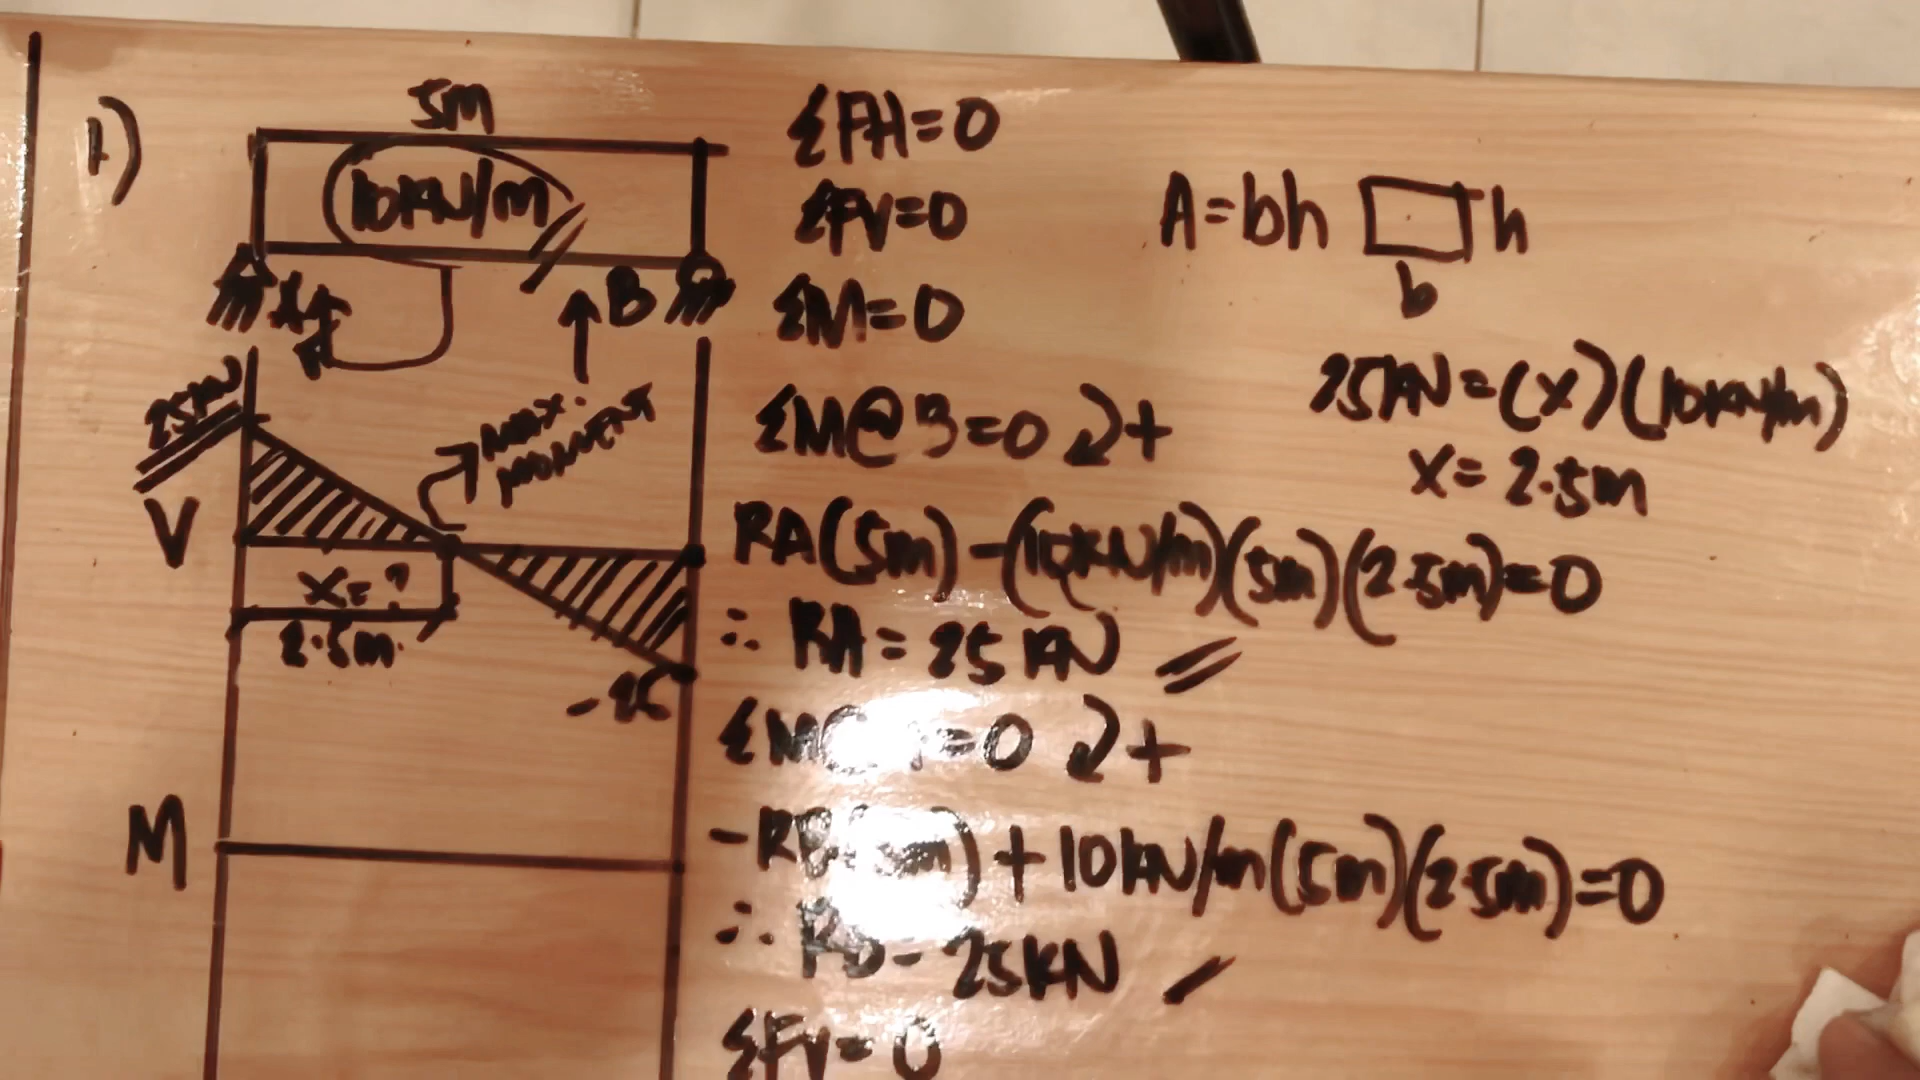 1)
5M
10KN/m
A
B
25KN
MAX.
MOMENT
V
X=?
2.5m.
-25
M
ΣFH=0
ΣFV=0
ΣM=0
ΣM@B=0 +
RA(5m)-(10KN/m)(5m)(2.5m)=0
∴ RA=25KN
=0 +
+10KN/m(5m)(2.5m)=0
∴ 25KN
ΣFV=0
A=bh h
b
25KN=(x)(10KN/m)
x=2.5m